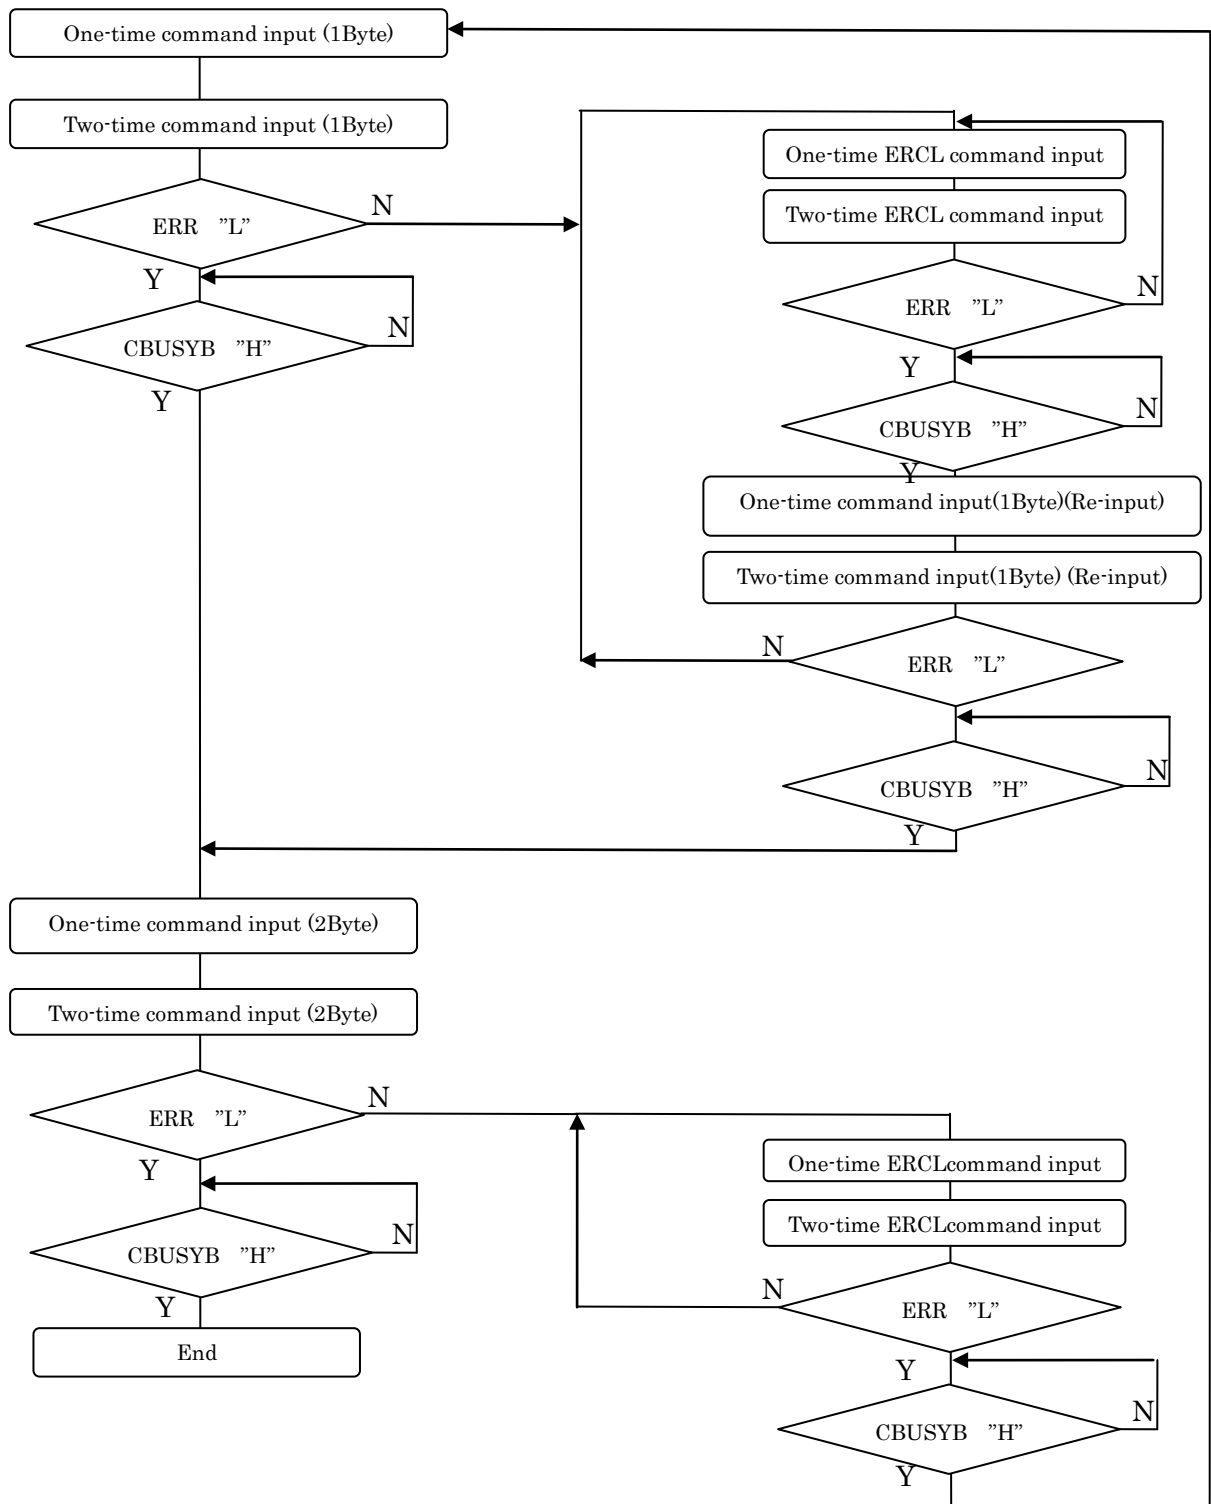 One-time command input (1Byte)
Two-time command input (1Byte)
ERR "L"
N
Y
CBUSYB "H"
N
Y
One-time ERCL command input
Two-time ERCL command input
ERR "L"
N
Y
CBUSYB "H"
N
Y
One-time command input(1Byte)(Re-input)
Two-time command input(1Byte) (Re-input)
ERR "L"
N
CBUSYB "H"
N
Y
One-time command input (2Byte)
Two-time command input (2Byte)
ERR "L"
N
Y
CBUSYB "H"
N
Y
End
One-time ERCLcommand input
Two-time ERCLcommand input
ERR "L"
N
Y
CBUSYB "H"
N
Y